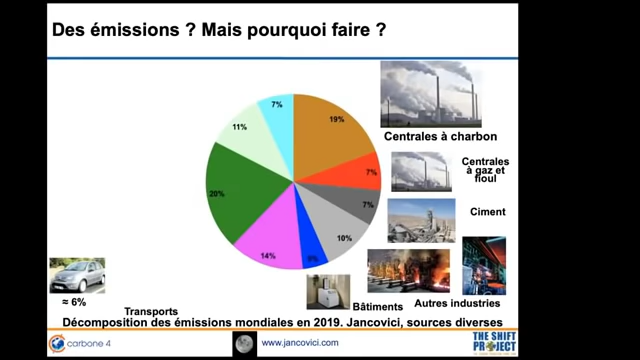 Des émissions ? Mais pourquoi faire ?
7%
19%
11%
7%
7%
20%
10%
14%
Centrales à charbon
Centrales
à gaz et
fioul
Ciment
Autres industries
Bâtiments
≈ 6%
Transports
Décomposition des émissions mondiales en 2019. Jancovici, sources diverses
carbone 4
www.jancovici.com
THE SHIFT
PROJECT